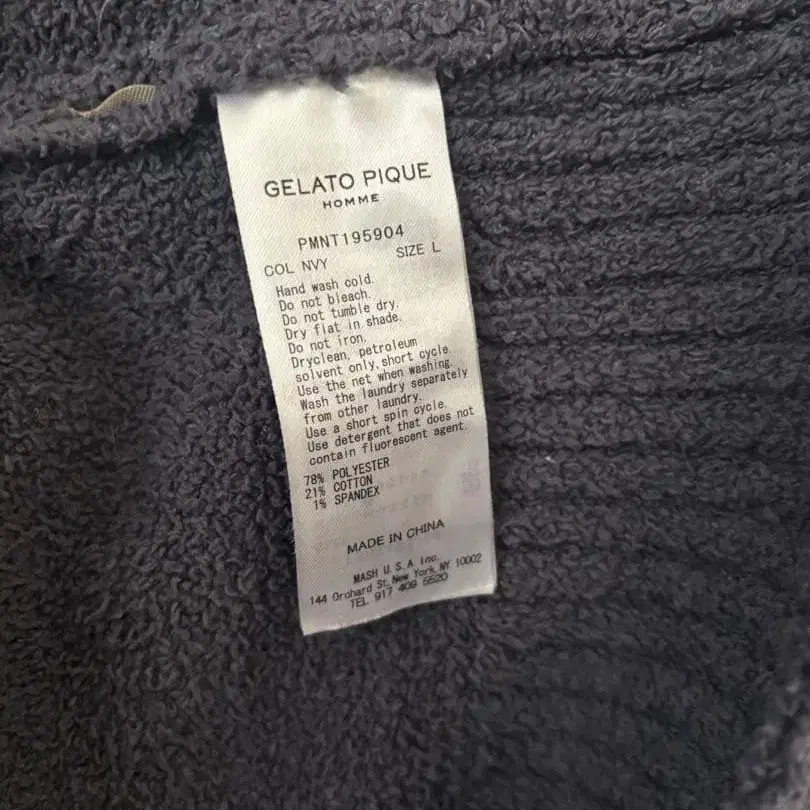 GELATO PIQUE
HOMME
PMNT195904
COL NVY SIZE L
Hand wash cold.
Do not bleach.
Do not tumble dry.
Dry flat in shade.
Do not iron.
Dryclean, petroleum
solvent only, short cycle.
Use the net when washing.
Wash the laundry separately
from other laundry.
Use a short spin cycle.
Use detergent that does not
contain fluorescent agent.
78% POLYESTER
21% COTTON
1% SPANDEX
MADE IN CHINA
MASH U.S.A Inc.
144 Orchard St, New York, NY 10002
TEL 917 409 5520